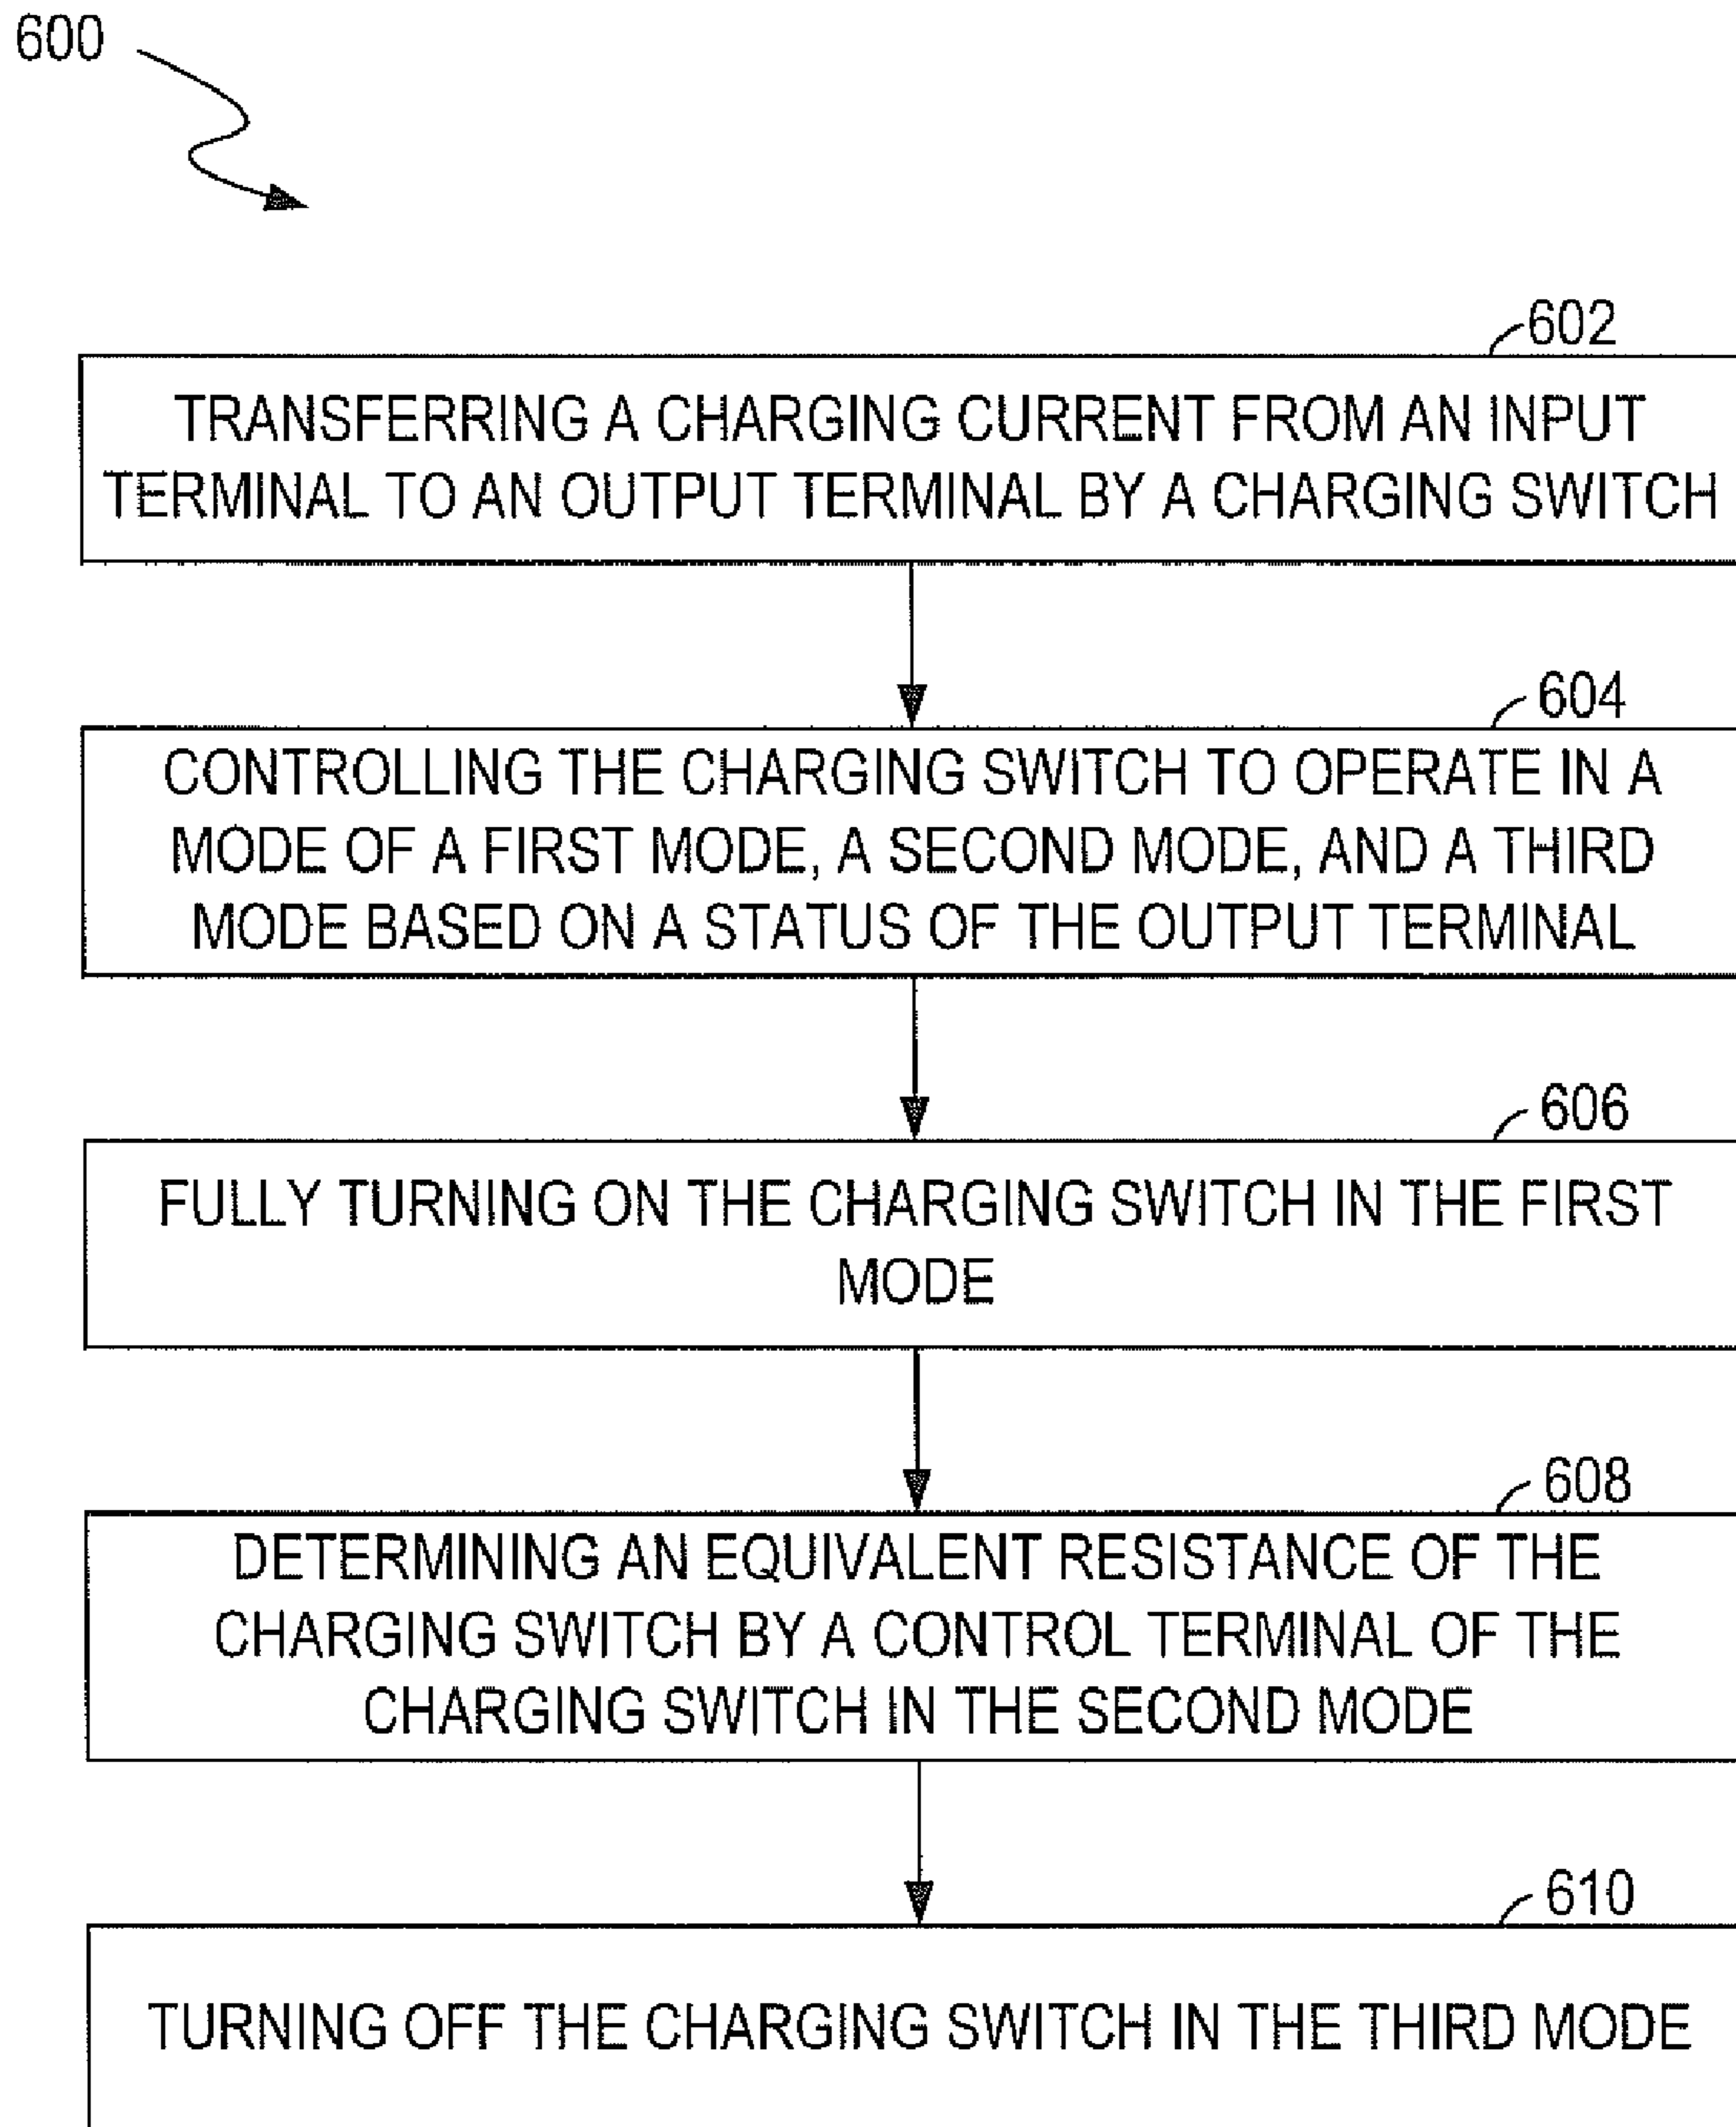 600
602
TRANSFERRING A CHARGING CURRENT FROM AN INPUT
TERMINAL TO AN OUTPUT TERMINAL BY A CHARGING SWITCH
604
CONTROLLING THE CHARGING SWITCH TO OPERATE IN A
MODE OF A FIRST MODE, A SECOND MODE, AND A THIRD
MODE BASED ON A STATUS OF THE OUTPUT TERMINAL
606
FULLY TURNING ON THE CHARGING SWITCH IN THE FIRST
MODE
608
DETERMINING AN EQUIVALENT RESISTANCE OF THE
CHARGING SWITCH BY A CONTROL TERMINAL OF THE
CHARGING SWITCH IN THE SECOND MODE
610
TURNING OFF THE CHARGING SWITCH IN THE THIRD MODE